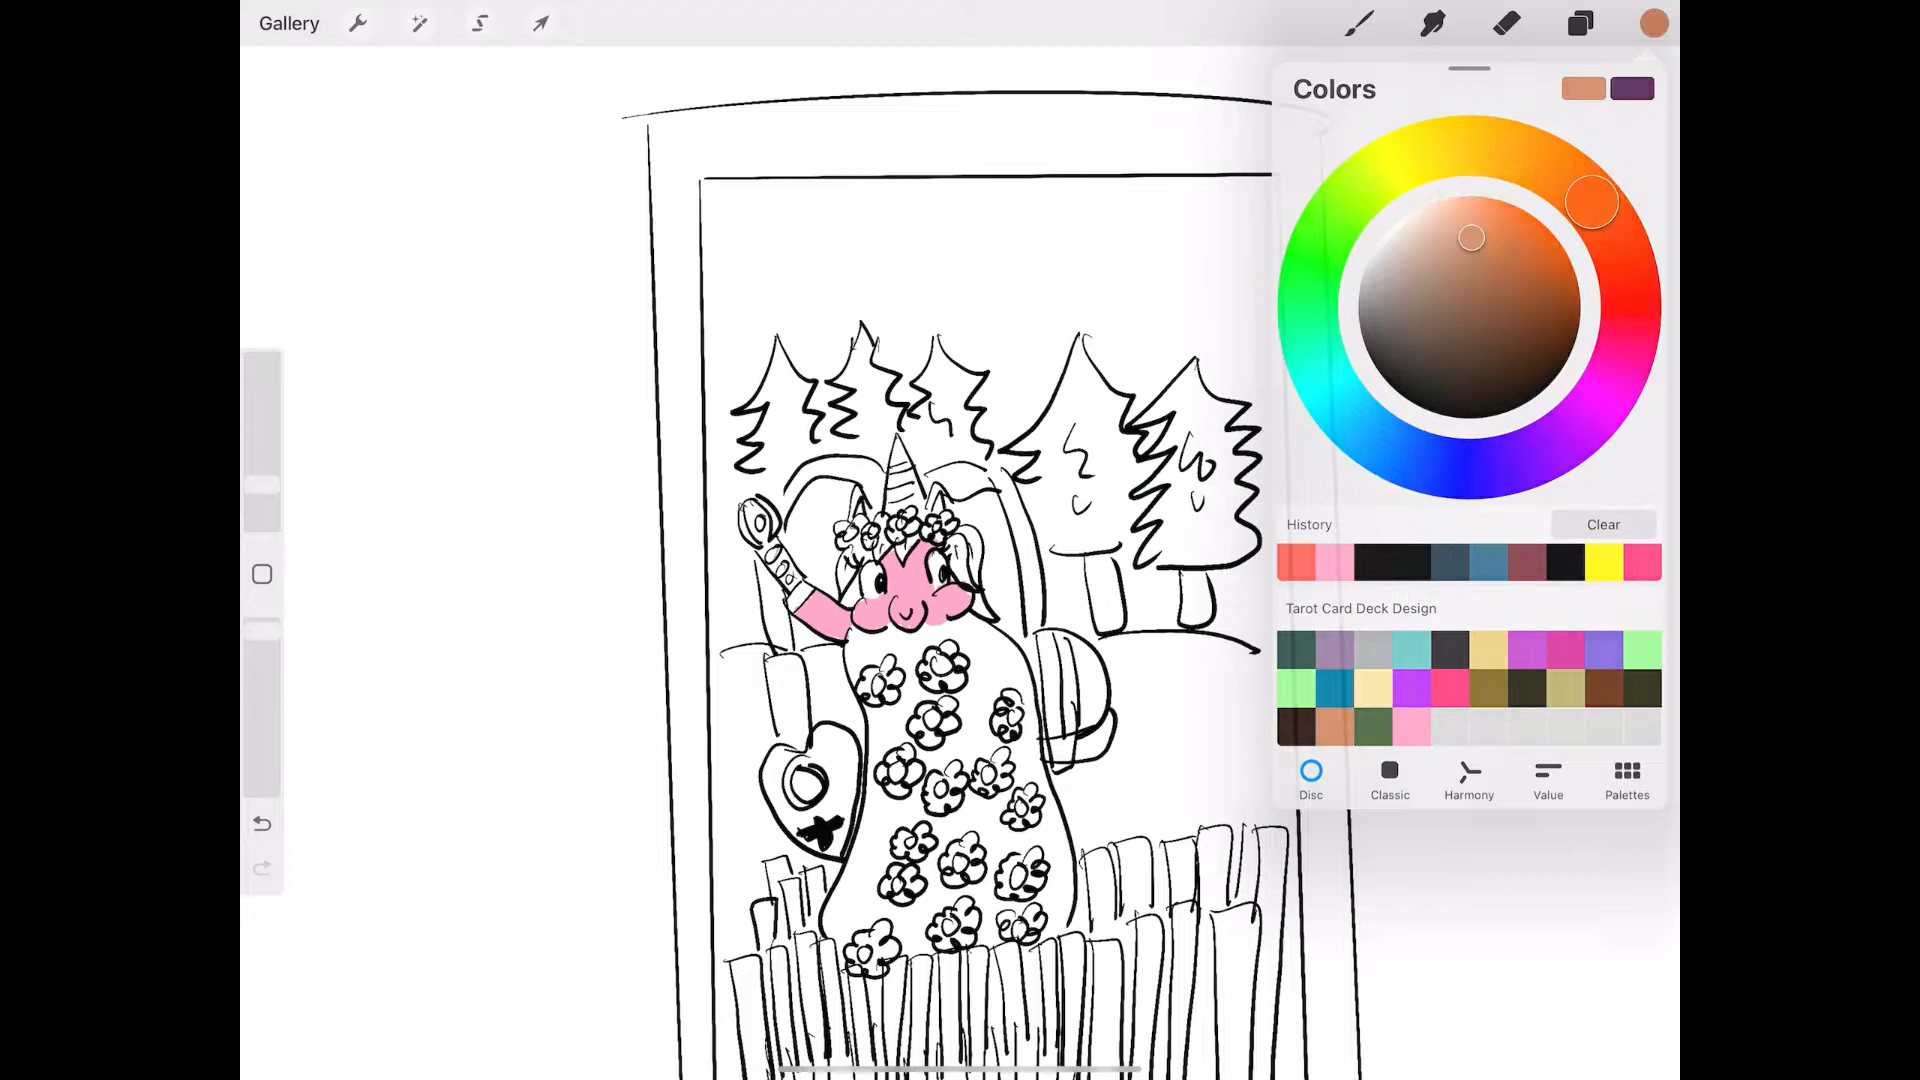 Gallery
Colors
History
Clear
Tarot Card Deck Design
Disc
Classic
Harmony
Value
Palettes